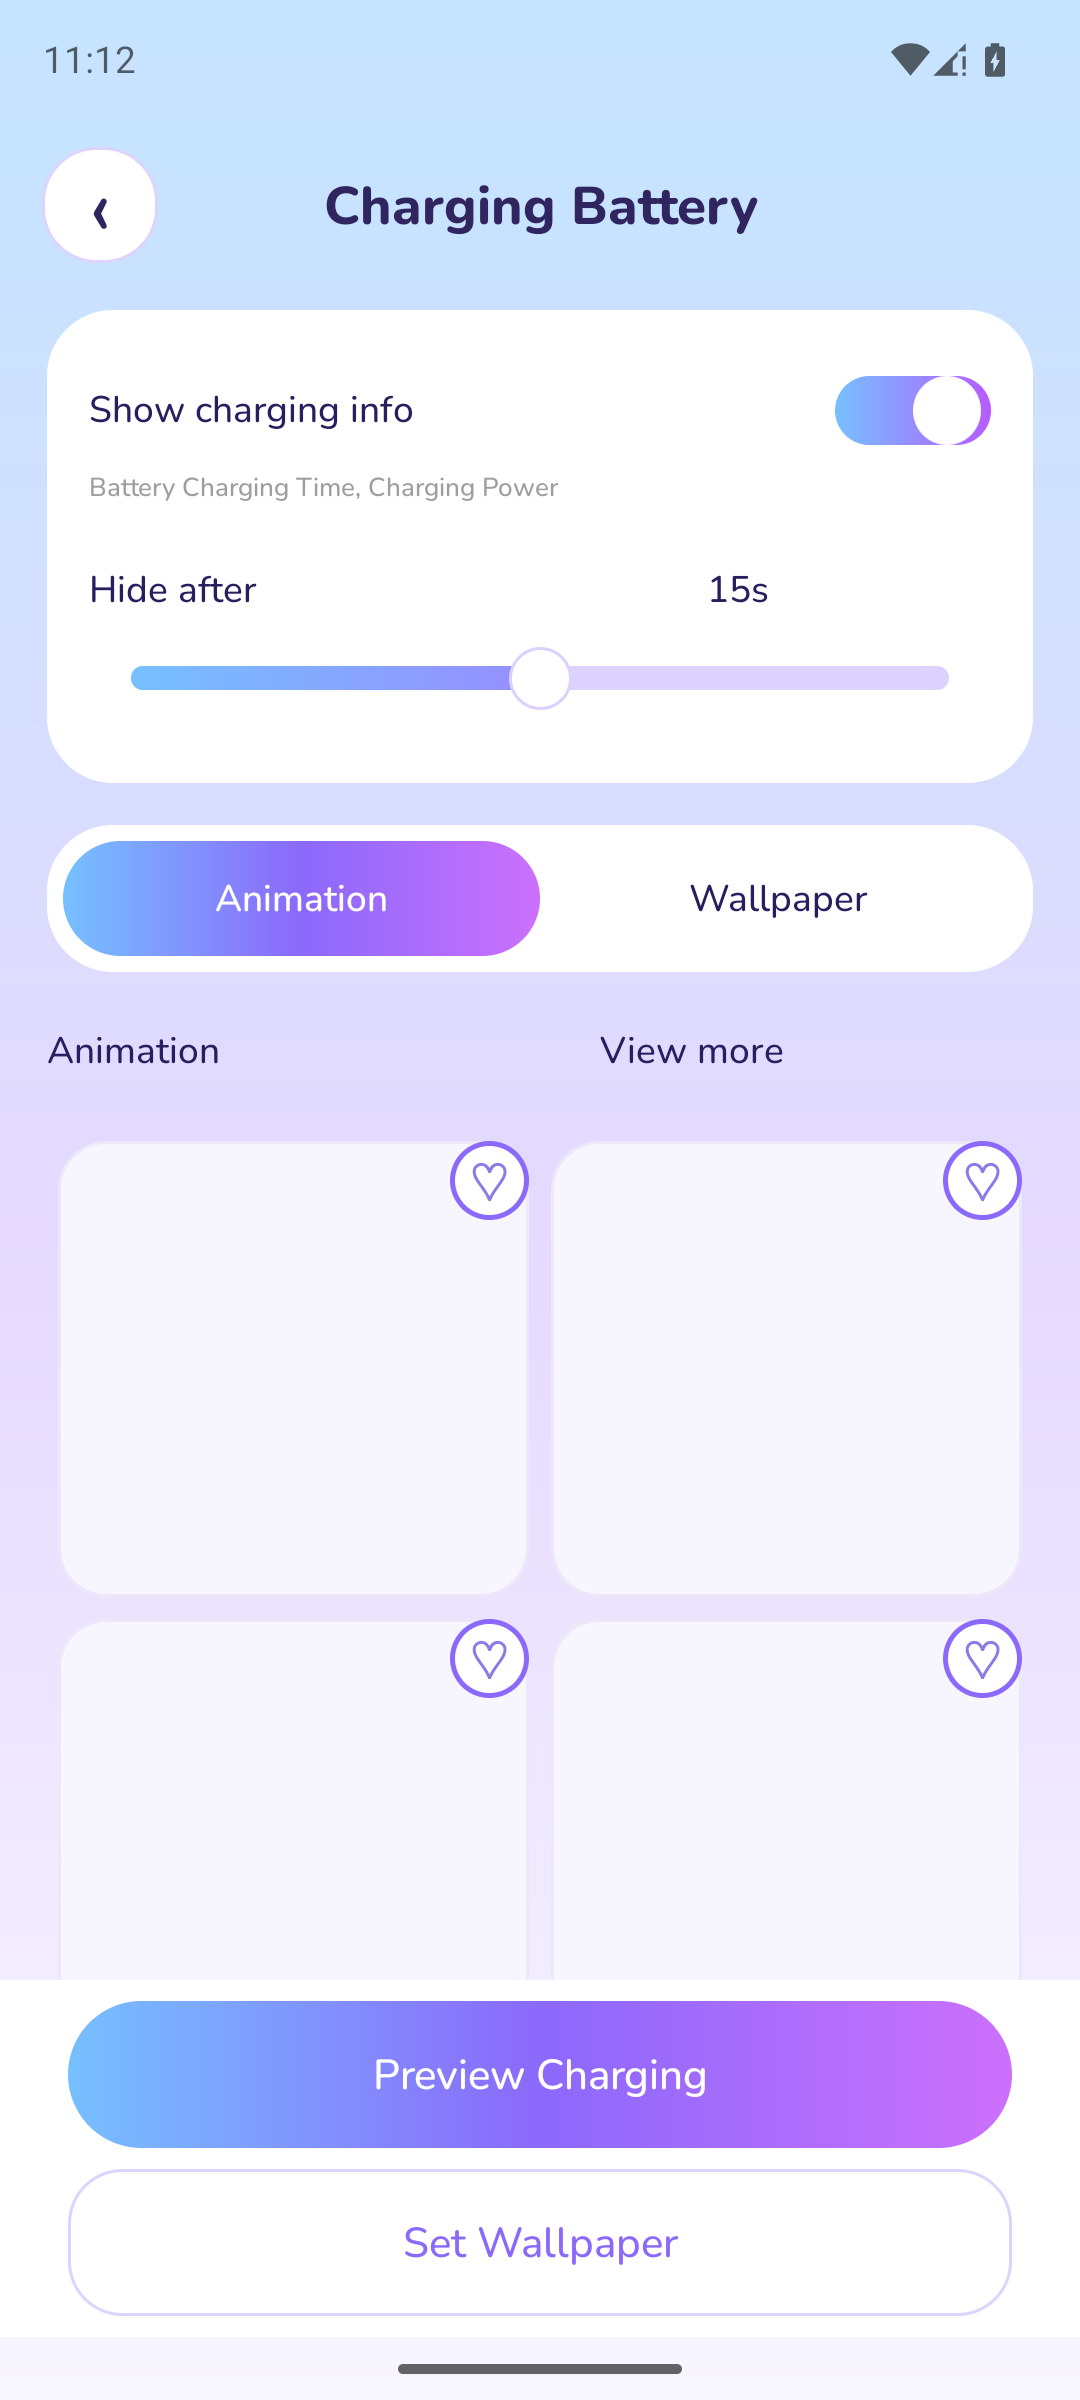 11:12
Charging Battery
Show charging info
Battery Charging Time, Charging Power
Hide after 15s
Animation Wallpaper
Animation View more
Preview Charging
Set Wallpaper